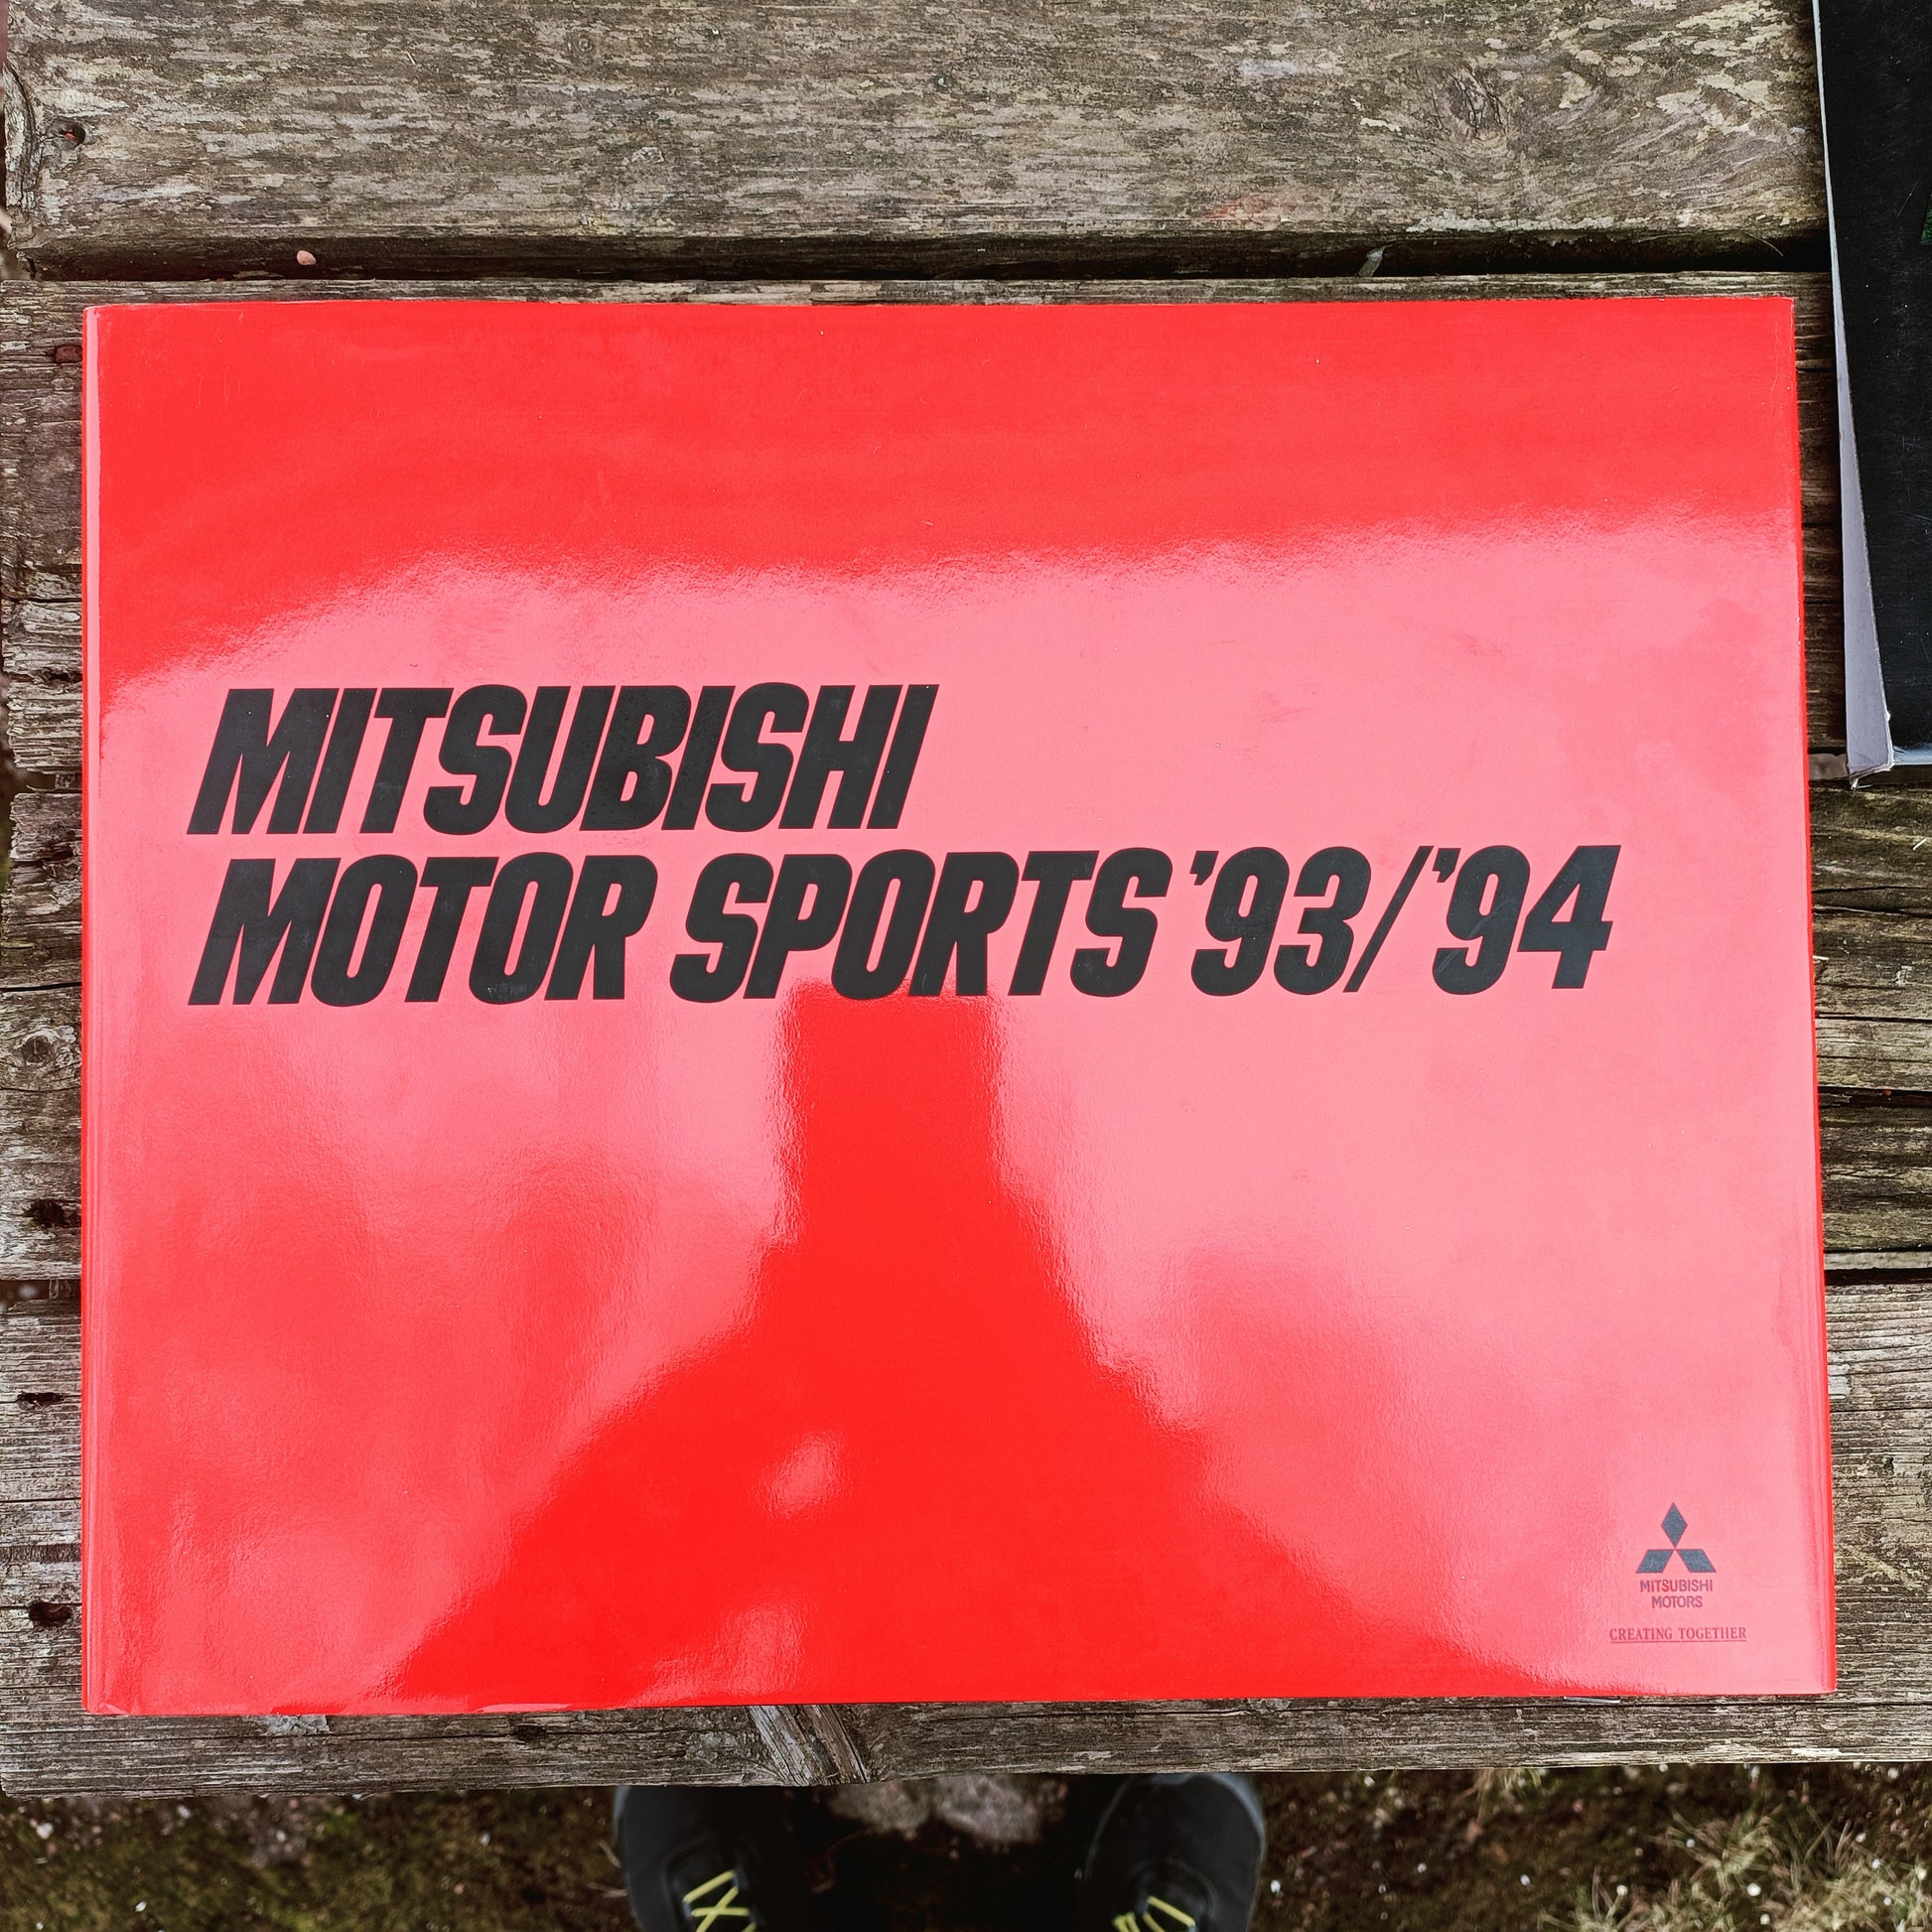 MITSUBISHI
MOTOR SPORTS '93/'94
MITSUBISHI
MOTORS
CREATING TOGETHER